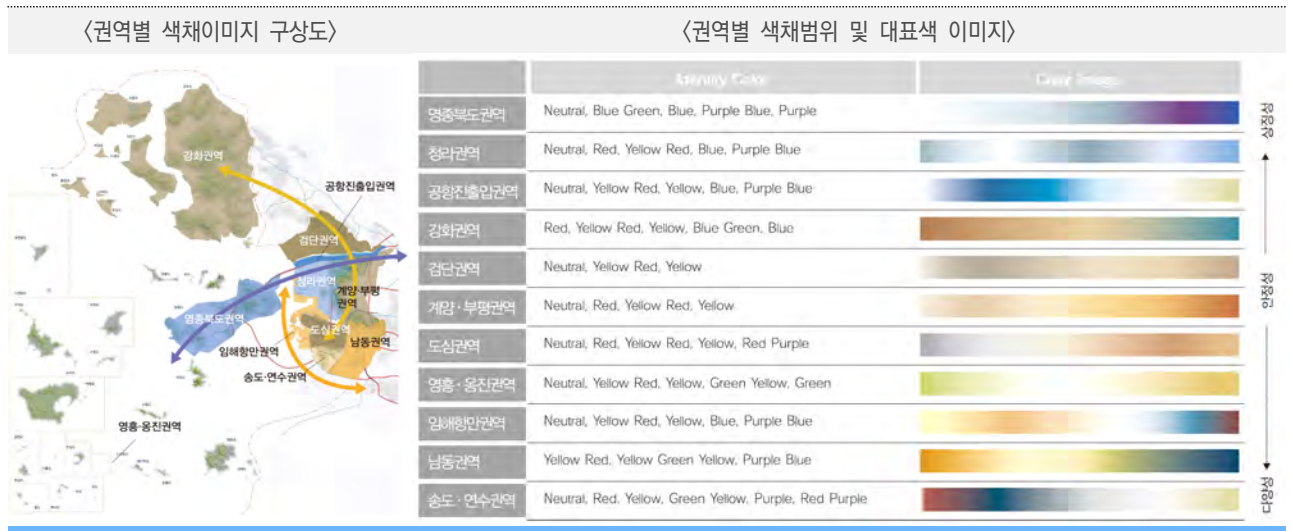 〈권역별 색채이미지 구상도〉
〈권역별 색채범위 및 대표색 이미지〉
강화권역
공항진출입권역
검단권역
청라권역
계양·부평
권역
영종북도권역
도심권역
남동권역
임해항만권역
송도·연수권역
영흥·옹진권역
Identity Color
Color Image
영종북도권역
Neutral, Blue Green, Blue, Purple Blue, Purple
청라권역
Neutral, Red, Yellow Red, Blue, Purple Blue
공항진출입권역
Neutral, Yellow Red, Yellow, Blue, Purple Blue
강화권역
Red, Yellow Red, Yellow, Blue Green, Blue
검단권역
Neutral, Yellow Red, Yellow
계양·부평권역
Neutral, Red, Yellow Red, Yellow
도심권역
Neutral, Red, Yellow Red, Yellow, Red Purple
영흥·옹진권역
Neutral, Yellow Red, Yellow, Green Yellow, Green
임해항만권역
Neutral, Yellow Red, Yellow, Blue, Purple Blue
남동권역
Yellow Red, Yellow Green Yellow, Purple Blue
송도·연수권역
Neutral, Red, Yellow, Green Yellow, Purple, Red Purple
상징성
안정성
다양성